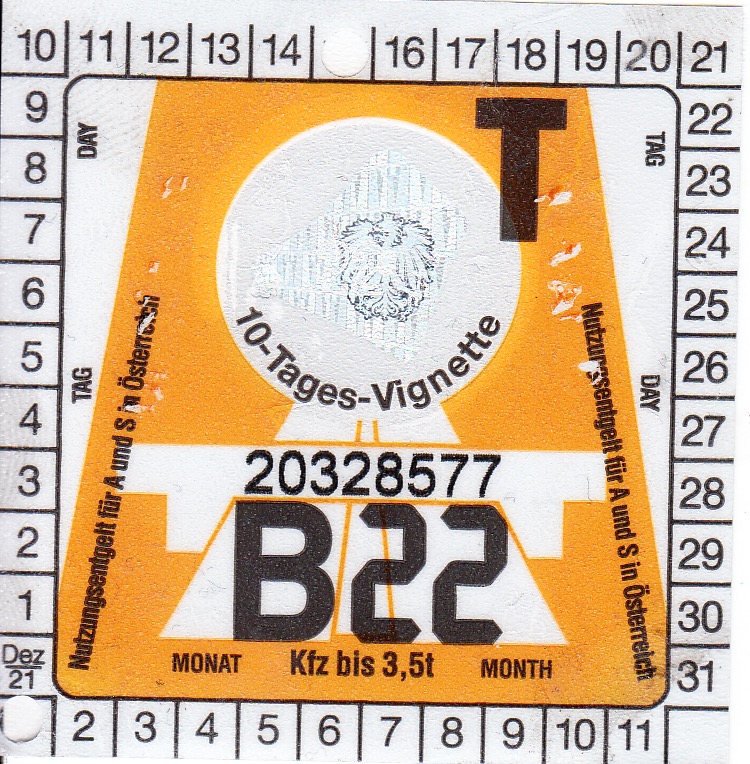 10 11 12 13 14 16 17 18 19 20 21
9 22
8 23
7 24
6 25
5 26
4 27
3 28
2 29
1 30
Dez
21
31
2 3 4 5 6 7 8 9 10 11
DAY
TAG
T
TAG
DAY
10-Tages-Vignette
Nutzungsentgelt für A und S in Österreich
Nutzungsentgelt für A und S in Österreich
20328577
B22
MONAT Kfz bis 3,5t MONTH